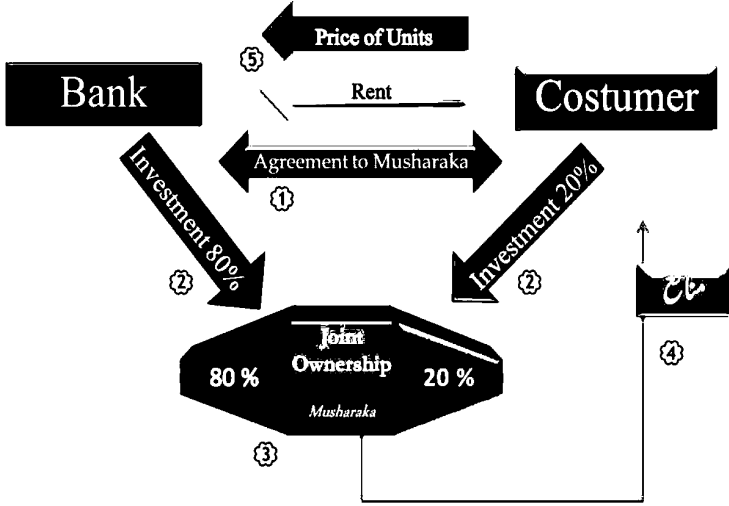 Price of Units
5
Bank
Rent
Costumer
Agreement to Musharaka
1
Investment 80%
Investment 20%
2
2
منافع
4
Joint
Ownership
80 %
20 %
Musharaka
3